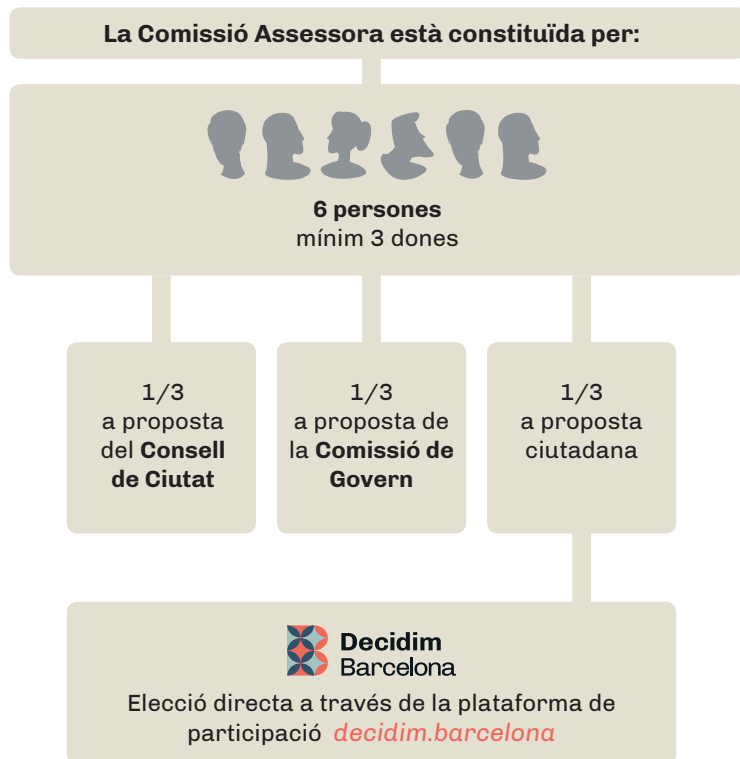 La Comissió Assessora està constituïda per:
6 persones
mínim 3 dones
1/3
a proposta
del Consell
de Ciutat
1/3
a proposta de
la Comissió de
Govern
1/3
a proposta
ciutadana
Decidim
Barcelona
Elecció directa a través de la plataforma de
participació decidim.barcelona